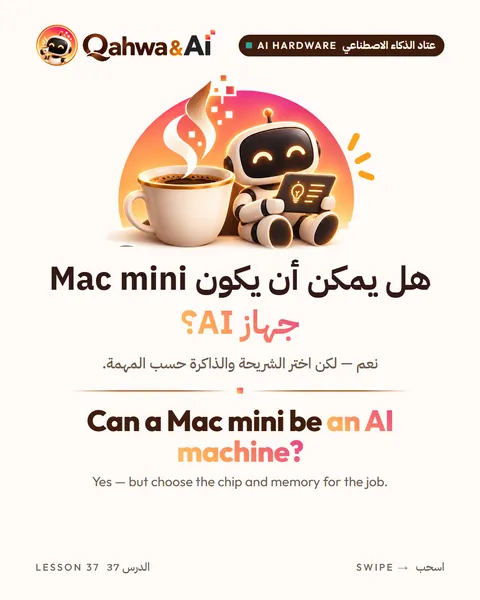 Qahwa&Ai
AI HARDWARE عتاد الذكاء الاصطناعي
هل يمكن أن يكون Mac mini
جهاز AI؟
نعم — لكن اختر الشريحة والذاكرة حسب المهمة.
Can a Mac mini be an AI
machine?
Yes — but choose the chip and memory for the job.
LESSON 37 الدرس 37
SWIPE → اسحب